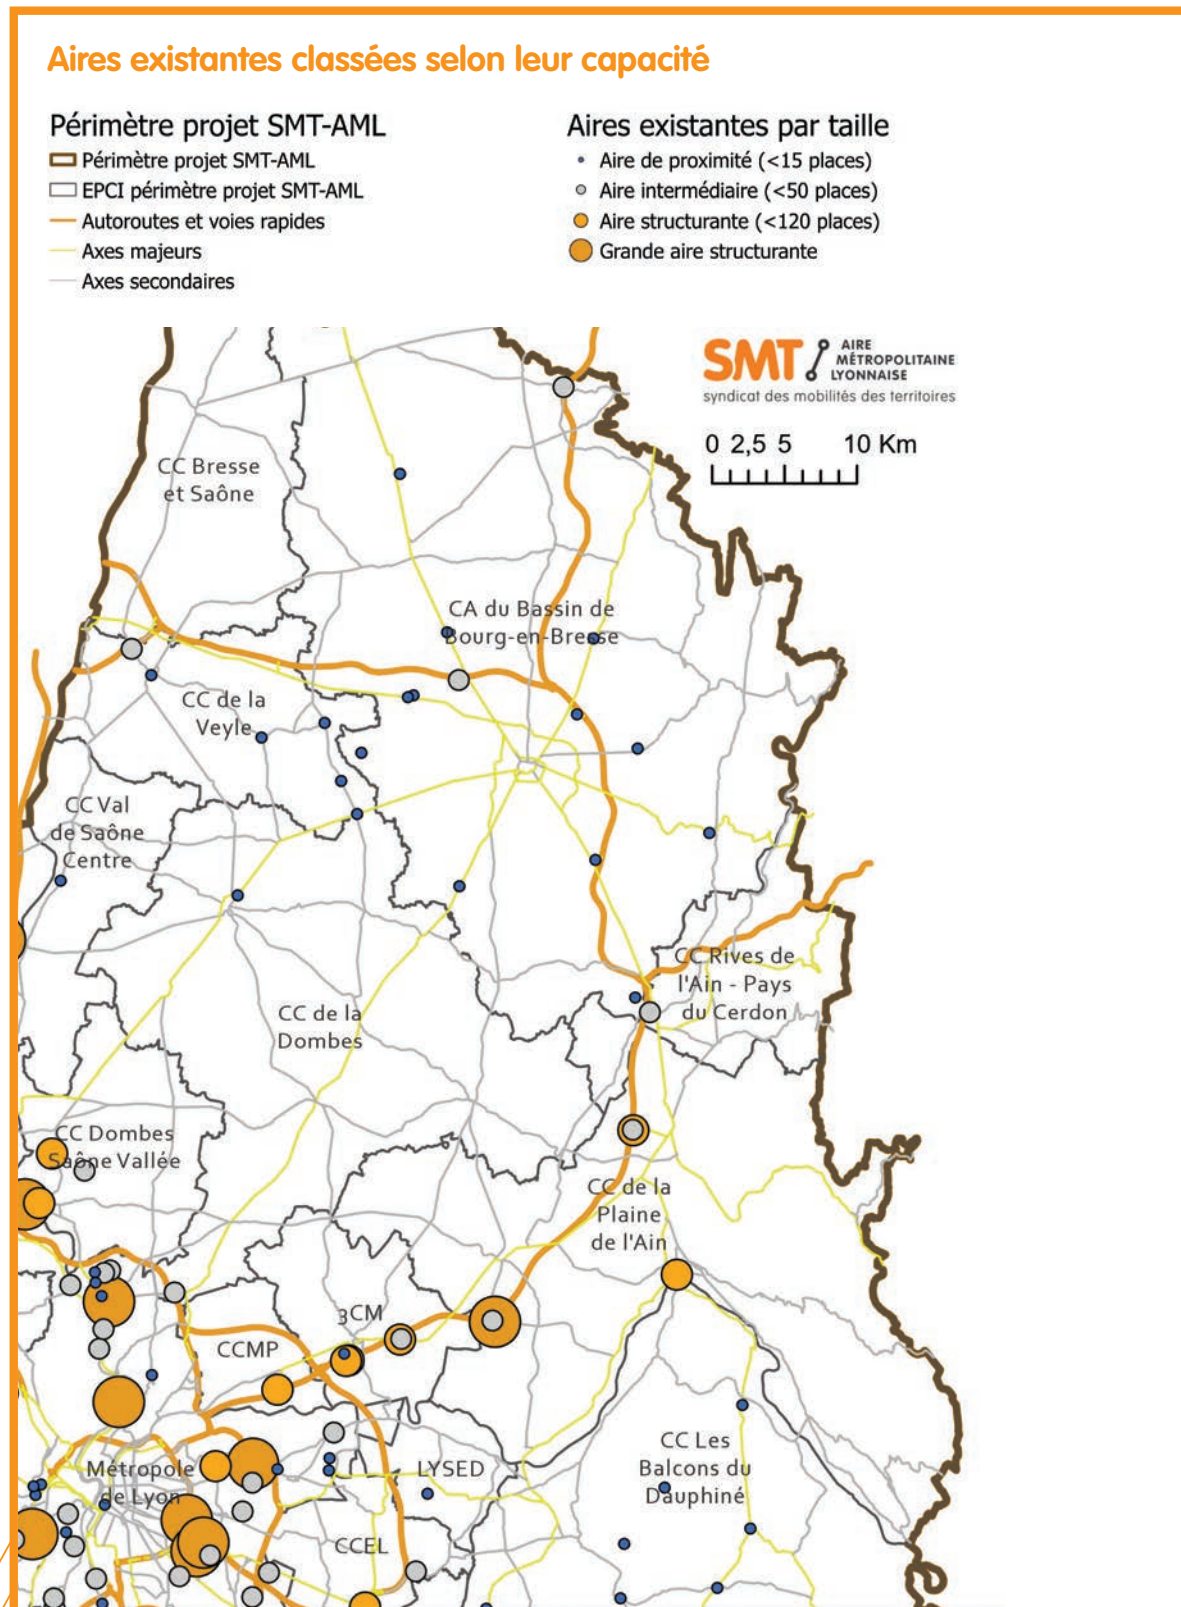 Aires existantes classées selon leur capacité
Périmètre projet SMT-AML
Périmètre projet SMT-AML
EPCI périmètre projet SMT-AML
Autoroutes et voies rapides
Axes majeurs
Axes secondaires
Aires existantes par taille
Aire de proximité (<15 places)
Aire intermédiaire (<50 places)
Aire structurante (<120 places)
Grande aire structurante
SMT
AIRE
MÉTROPOLITAINE
LYONNAISE
syndicat des mobilités des territoires
0 2,5 5 10 Km
CC Bresse
et Saône
CA du Bassin de
Bourg-en-Bresse
CC de la
Veyle
CC Val
de Saône
Centre
CC Rives de
l'Ain - Pays
du Cerdon
CC de la
Dombes
CC Dombes
Saône Vallée
CC de la
Plaine
de l'Ain
3CM
CCMP
CC Les
Balcons du
Dauphiné
Métropole
de Lyon
LYSED
CCEL